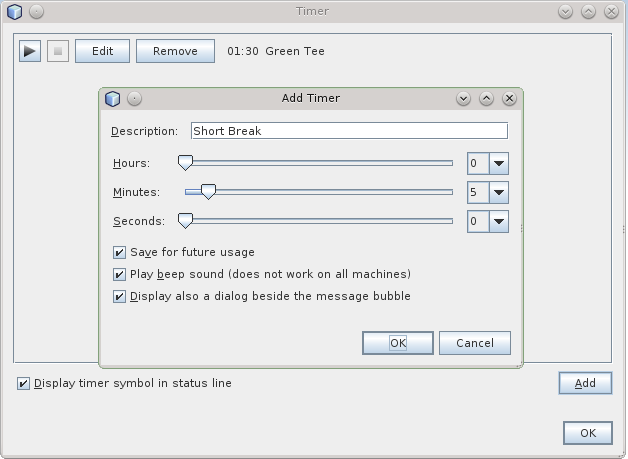 Timer
Edit Remove 01:30 Green Tee
Add Timer
Description: Short Break
Hours: 0
Minutes: 5
Seconds: 0
Save for future usage
Play beep sound (does not work on all machines)
Display also a dialog beside the message bubble
OK Cancel
Display timer symbol in status line Add
OK